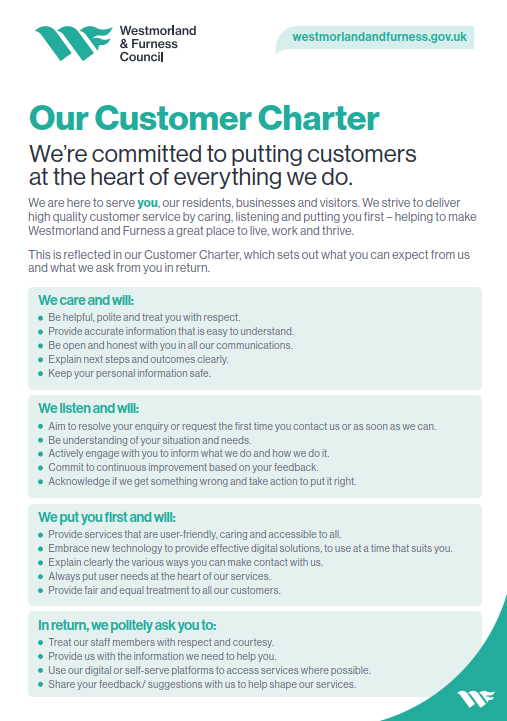 Westmorland
& Furness
Council
westmorlandandfurness.gov.uk
Our Customer Charter
We're committed to putting customers
at the heart of everything we do.
We are here to serve you, our residents, businesses and visitors. We strive to deliver
high quality customer service by caring, listening and putting you first – helping to make
Westmorland and Furness a great place to live, work and thrive.
This is reflected in our Customer Charter, which sets out what you can expect from us
and what we ask from you in return.
We care and will:
• Be helpful, polite and treat you with respect.
• Provide accurate information that is easy to understand.
• Be open and honest with you in all our communications.
• Explain next steps and outcomes clearly.
• Keep your personal information safe.
We listen and will:
• Aim to resolve your enquiry or request the first time you contact us or as soon as we can.
• Be understanding of your situation and needs.
• Actively engage with you to inform what we do and how we do it.
• Commit to continuous improvement based on your feedback.
• Acknowledge if we get something wrong and take action to put it right.
We put you first and will:
• Provide services that are user-friendly, caring and accessible to all.
• Embrace new technology to provide effective digital solutions, to use at a time that suits you.
• Explain clearly the various ways you can make contact with us.
• Always put user needs at the heart of our services.
• Provide fair and equal treatment to all our customers.
In return, we politely ask you to:
• Treat our staff members with respect and courtesy.
• Provide us with the information we need to help you.
• Use our digital or self-serve platforms to access services where possible.
• Share your feedback/ suggestions with us to help shape our services.